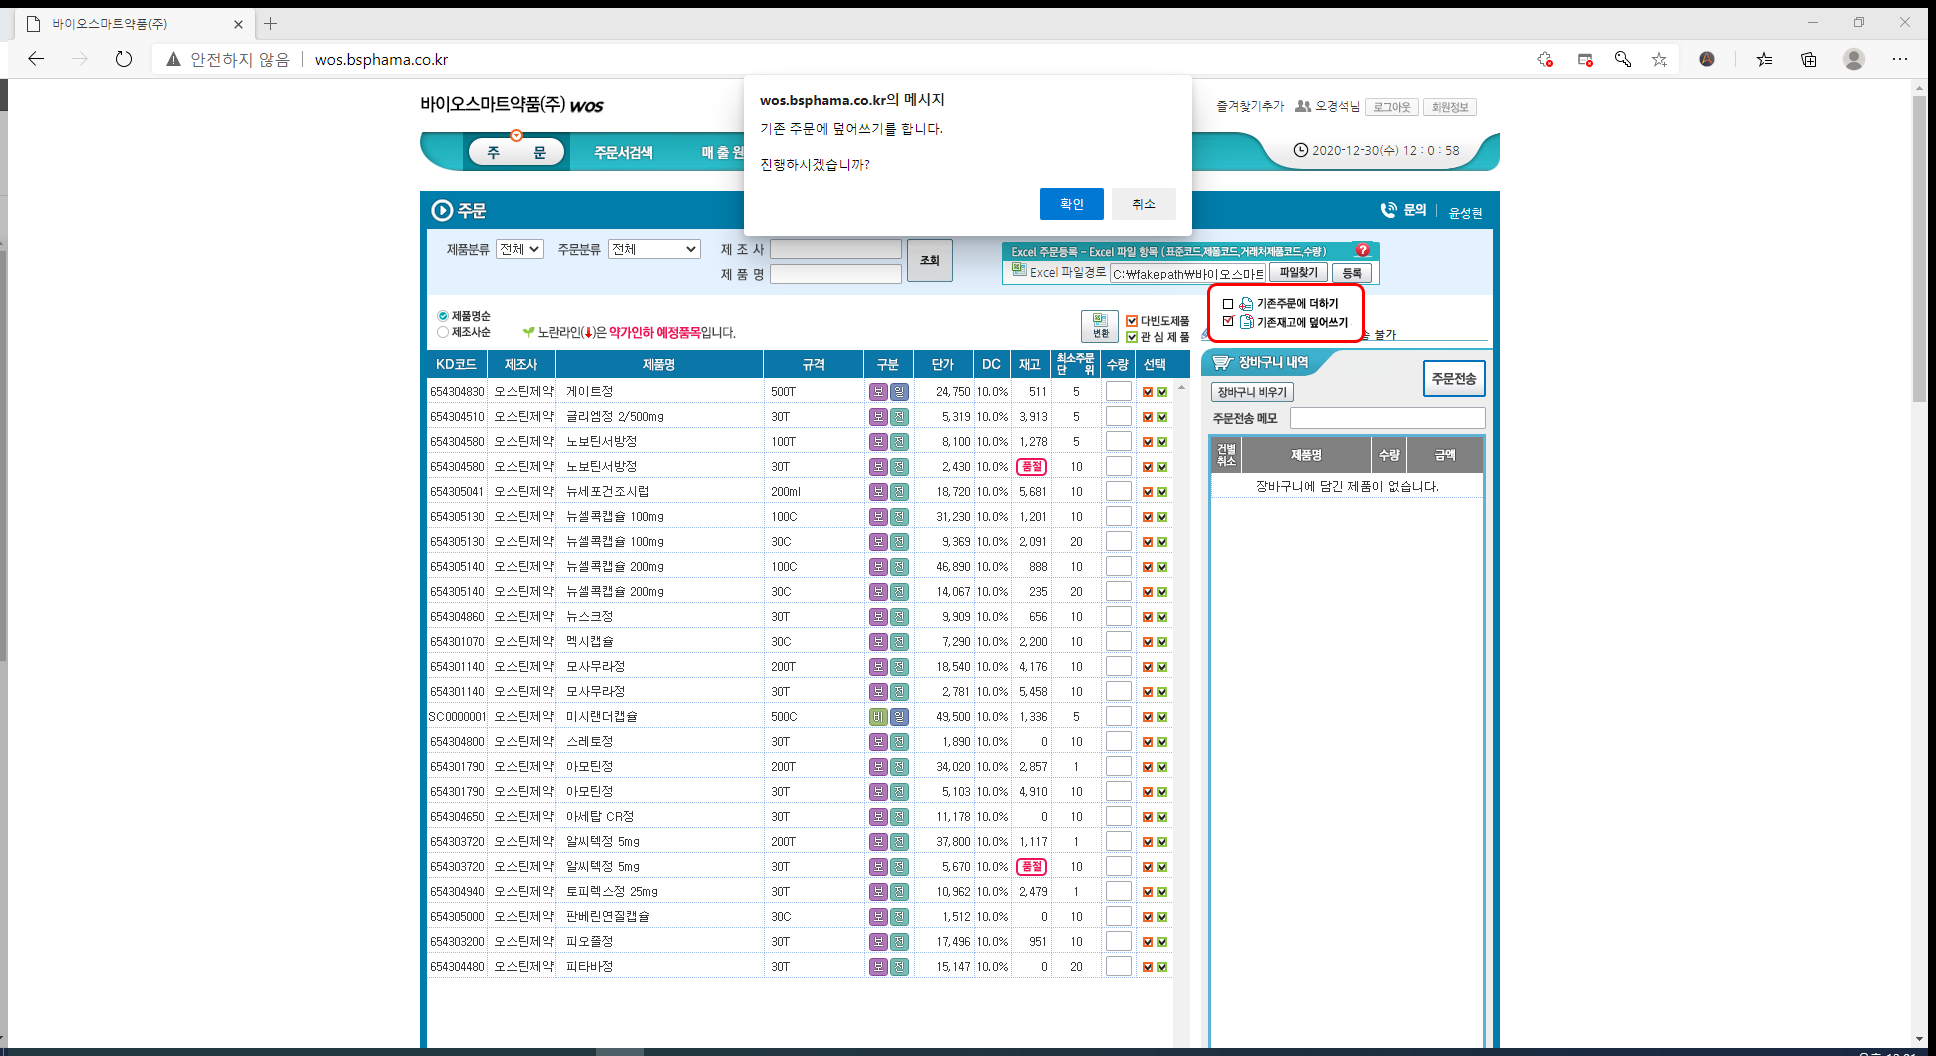 바이오스마트약품(주)
안전하지 않음 wos.bsphama.co.kr
바이오스마트약품(주) wos
즐겨찾기추가 오경석님 로그아웃 회원정보
wos.bsphama.co.kr의 메시지
기존 주문에 덮어쓰기를 합니다.
진행하시겠습니까?
확인 취소
주 문 주문서검색 매 출 원
2020-12-30(수) 12 : 0 : 58
주문
문의 윤성현
제품분류 전체 주문분류 전체 제 조 사
제 품 명
조회
Excel 주문등록 - Excel 파일 항목 ( 표준코드,제품코드,거래처제품코드,수량 ) ?
Excel 파일경로 C:₩fakepath₩바이오스마트 파일찾기 등록
기존주문에 더하기
기존재고에 덮어쓰기
불가
제품명순
제조사순
노란라인(↓)은 약가인하 예정품목입니다.
변환
다빈도제품
관 심 제 품
KD코드 제조사 제품명 규격 구분 단가 DC 재고 최소주문단위 수량 선택
654304830 오스틴제약 게이트정 500T 보 일 24,750 10.0% 511 5
654304510 오스틴제약 글리엠정 2/500mg 30T 보 전 5,319 10.0% 3,913 5
654304580 오스틴제약 노보틴서방정 100T 보 전 8,100 10.0% 1,278 5
654304580 오스틴제약 노보틴서방정 30T 보 전 2,430 10.0% 품절 10
654305041 오스틴제약 뉴세포건조시럽 200ml 보 전 18,720 10.0% 5,681 10
654305130 오스틴제약 뉴셀콕캡슐 100mg 100C 보 전 31,230 10.0% 1,201 10
654305130 오스틴제약 뉴셀콕캡슐 100mg 30C 보 전 9,369 10.0% 2,091 20
654305140 오스틴제약 뉴셀콕캡슐 200mg 100C 보 전 46,890 10.0% 888 10
654305140 오스틴제약 뉴셀콕캡슐 200mg 30C 보 전 14,067 10.0% 235 20
654304860 오스틴제약 뉴스크정 30T 보 전 9,909 10.0% 656 10
654301070 오스틴제약 멕시캡슐 30C 보 전 7,290 10.0% 2,200 10
654301140 오스틴제약 모사무라정 200T 보 전 18,540 10.0% 4,176 10
654301140 오스틴제약 모사무라정 30T 보 전 2,781 10.0% 5,458 10
SC0000001 오스틴제약 미시랜더캡슐 500C 비 일 49,500 10.0% 1,336 5
654304800 오스틴제약 스레토정 30T 보 전 1,890 10.0% 0 10
654301790 오스틴제약 아모틴정 200T 보 전 34,020 10.0% 2,857 1
654301790 오스틴제약 아모틴정 30T 보 전 5,103 10.0% 4,910 10
654304650 오스틴제약 아세탑 CR정 30T 보 전 11,178 10.0% 0 10
654303720 오스틴제약 알씨텍정 5mg 200T 보 전 37,800 10.0% 1,117 1
654303720 오스틴제약 알씨텍정 5mg 30T 보 전 5,670 10.0% 품절 10
654304940 오스틴제약 토피렉스정 25mg 30T 보 전 10,962 10.0% 2,479 1
654305000 오스틴제약 판베린연질캡슐 30C 보 전 1,512 10.0% 0 10
654303200 오스틴제약 피오졸정 30T 보 전 17,496 10.0% 951 10
654304480 오스틴제약 피타바정 30T 보 전 15,147 10.0% 0 20
장바구니 내역
장바구니 비우기 주문전송
주문전송 메모
건별취소 제품명 수량 금액
장바구니에 담긴 제품이 없습니다.